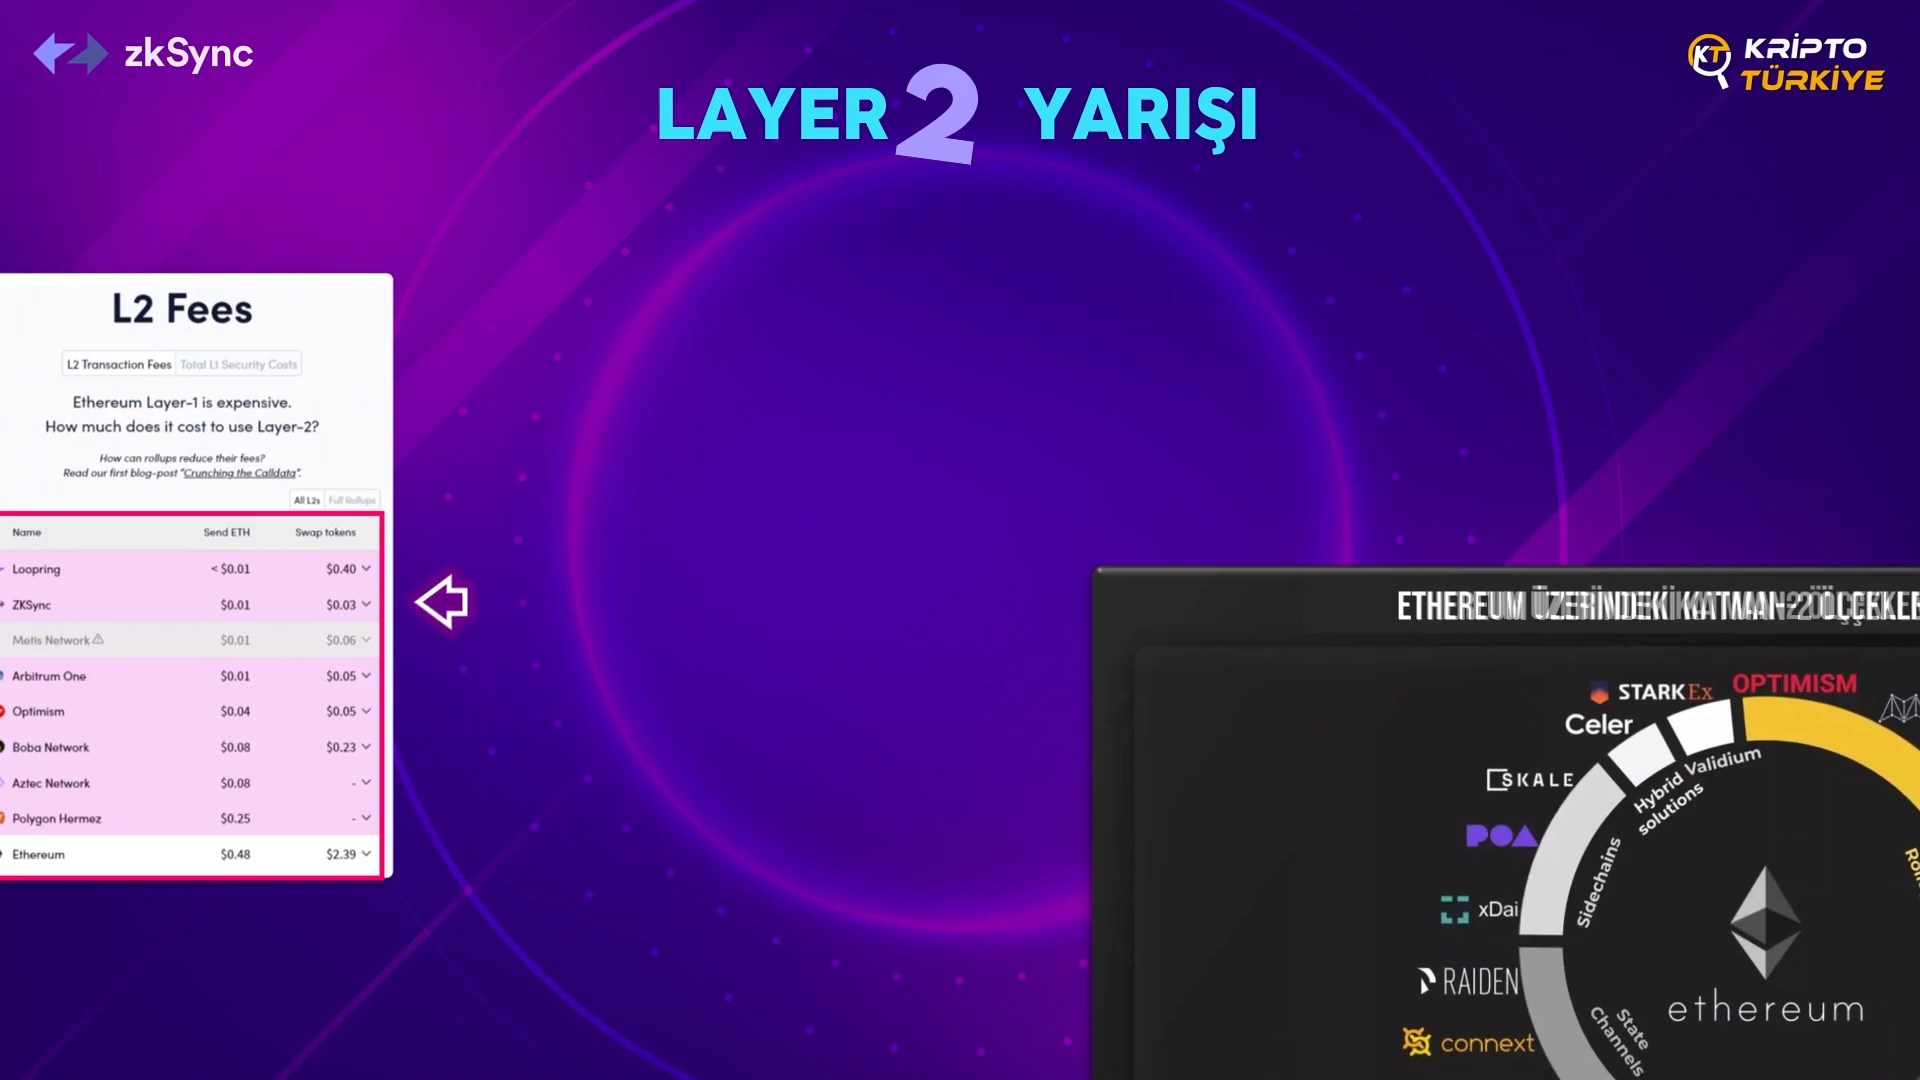 zkSync
KRİPTO
TÜRKİYE
LAYER 2 YARIŞI
L2 Fees
L2 Transaction Fees Total L1 Security Costs
Ethereum Layer-1 is expensive.
How much does it cost to use Layer-2?
How can rollups reduce their fees?
Read our first blog-post "Crunching the Calldata".
All L2s Full Rollups
Name Send ETH Swap tokens
Loopring < $0.01 $0.40
ZKSync $0.01 $0.03
Metis Network $0.01 $0.06
Arbitrum One $0.01 $0.05
Optimism $0.04 $0.05
Boba Network $0.08 $0.23
Aztec Network $0.08 -
Polygon Hermez $0.25 -
Ethereum $0.48 $2.39
ETHEREUM ÜZERİNDEKİ KATMAN-2
STARKEx
OPTIMISM
Celer
SKALE
POA
xDai
RAIDEN
connext
Validium
Hybrid
solutions
Sidechains
State
Channels
ethereum